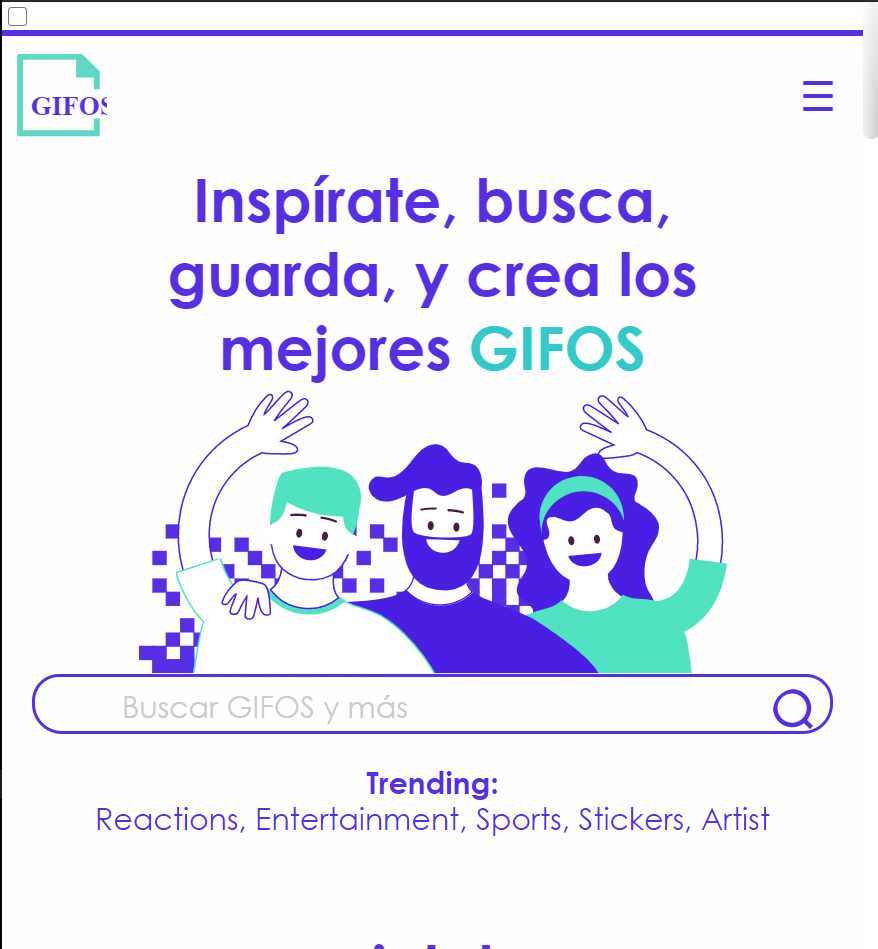 GIFOS
Inspírate, busca,
guarda, y crea los
mejores GIFOS
Buscar GIFOS y más
Trending:
Reactions, Entertainment, Sports, Stickers, Artist